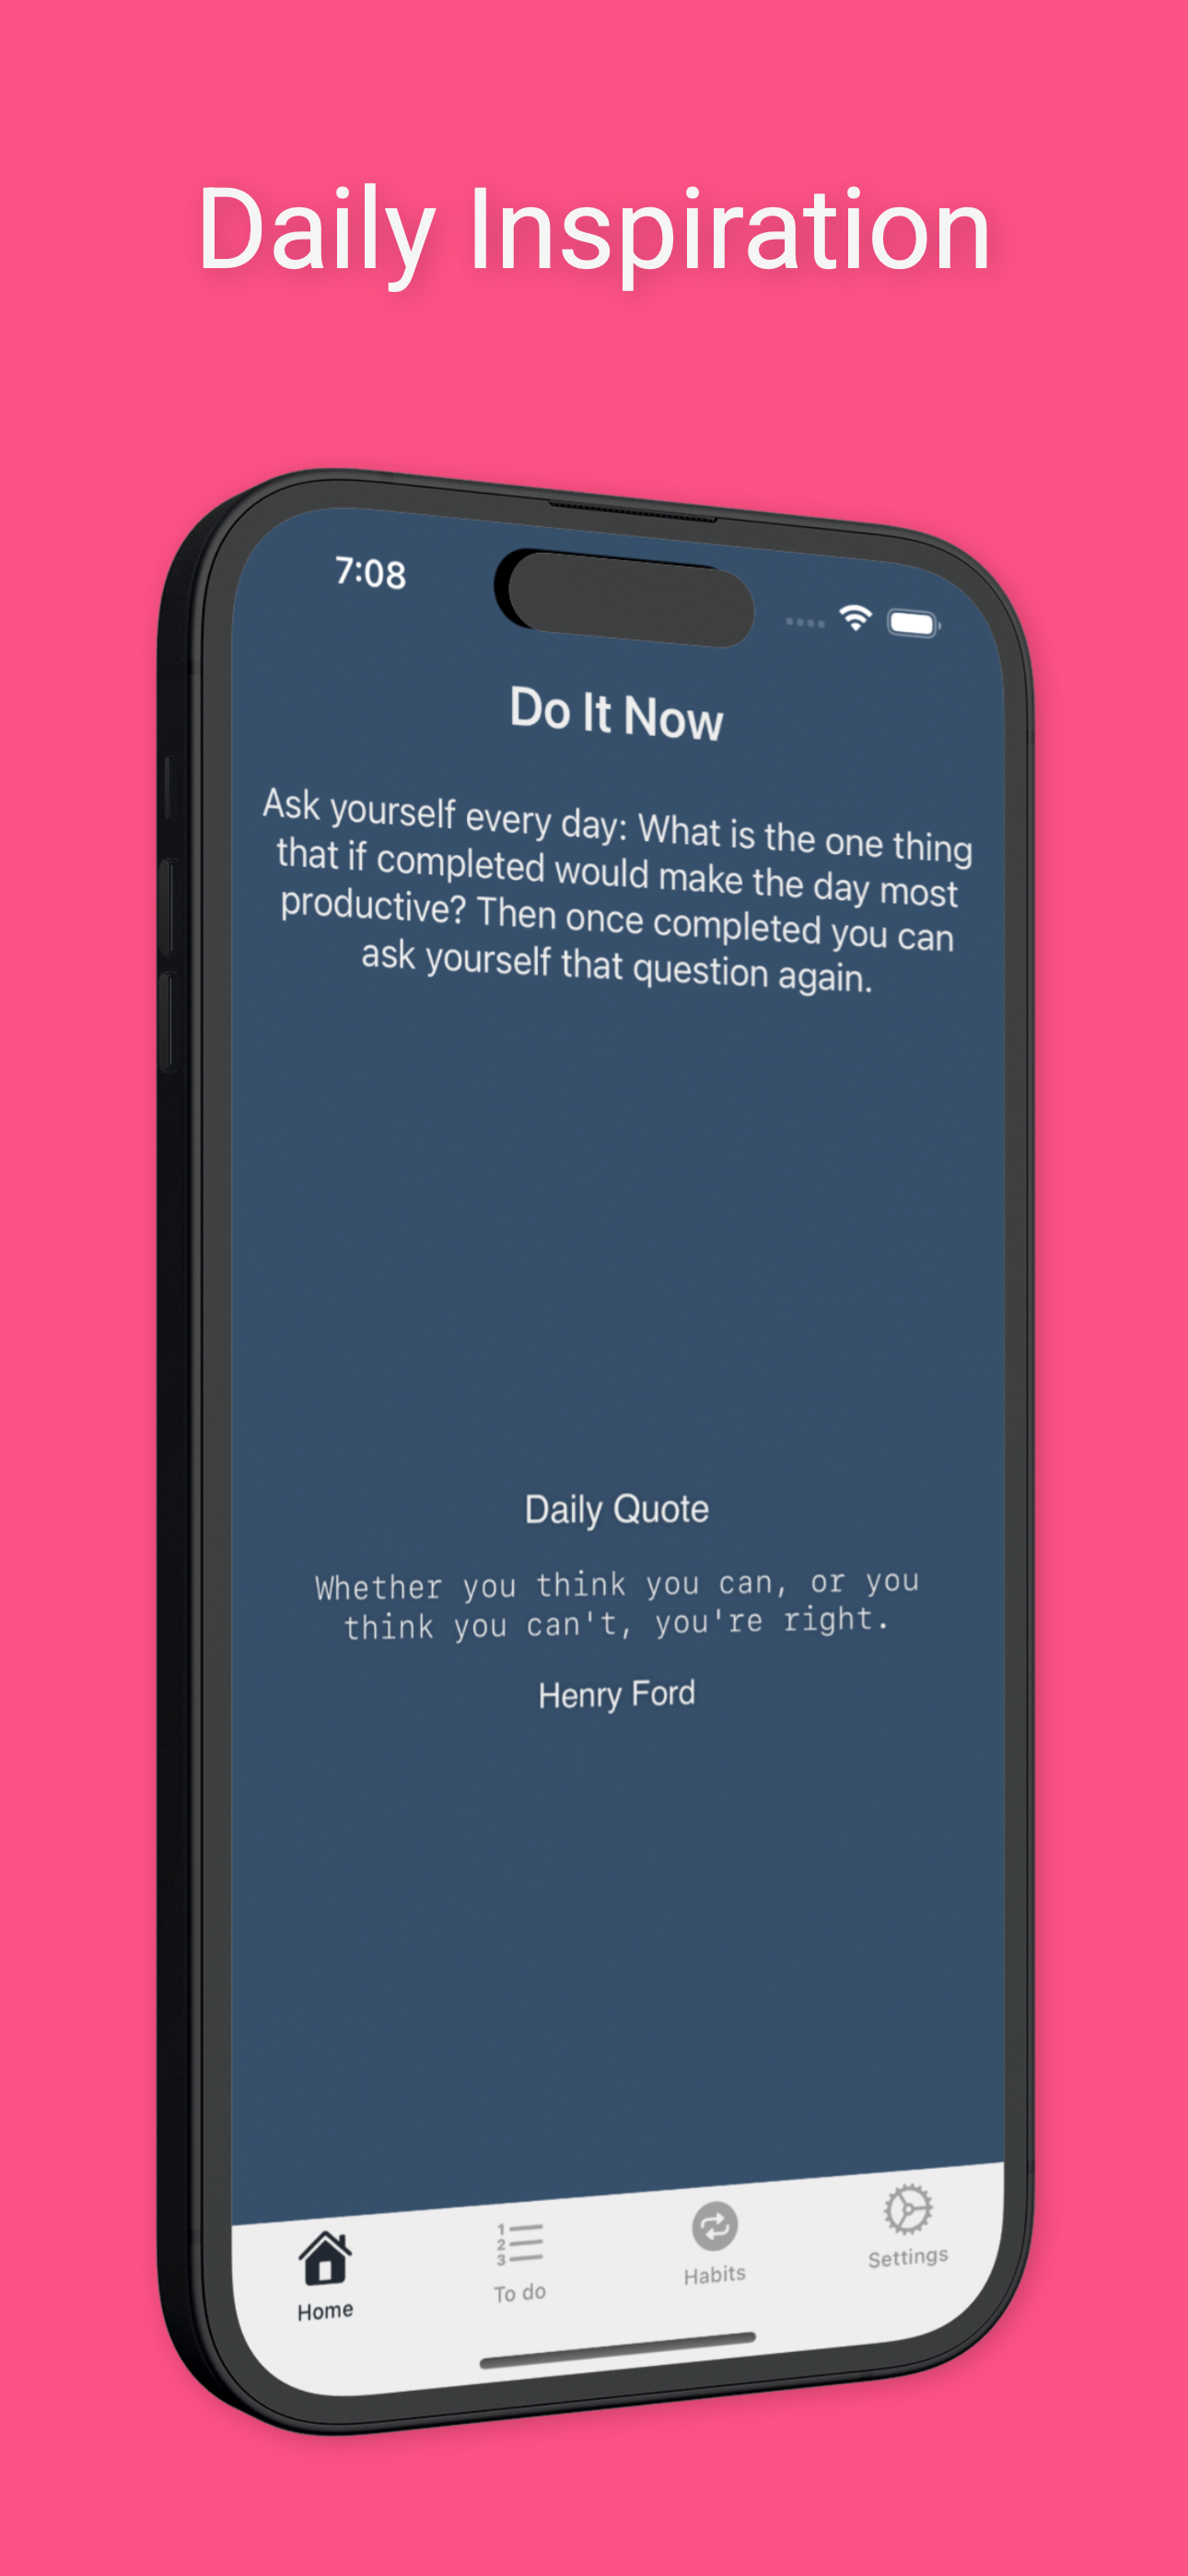 Daily Inspiration
7:08
Do It Now
Ask yourself every day: What is the one thing
that if completed would make the day most
productive? Then once completed you can
ask yourself that question again.
Daily Quote
Whether you think you can, or you
think you can't, you're right.
Henry Ford
1
2
3
Home
To do
Habits
Settings